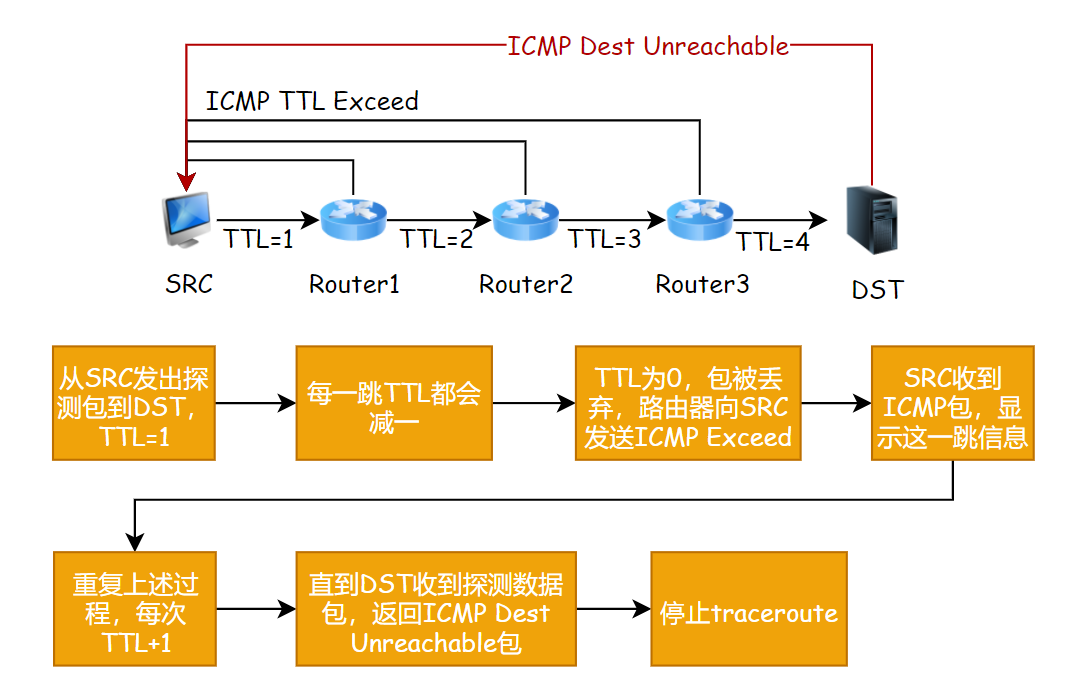 ICMP Dest Unreachable
ICMP TTL Exceed
TTL=1
TTL=2
TTL=3
TTL=4
SRC
Router1
Router2
Router3
DST
从SRC发出探
测包到DST，
TTL=1
每一跳TTL都会
减一
TTL为0，包被丢
弃，路由器向SRC
发送ICMP Exceed
SRC收到
ICMP包，显
示这一跳信息
重复上述过
程，每次
TTL+1
直到DST收到探测数据
包，返回ICMP Dest
Unreachable包
停止traceroute